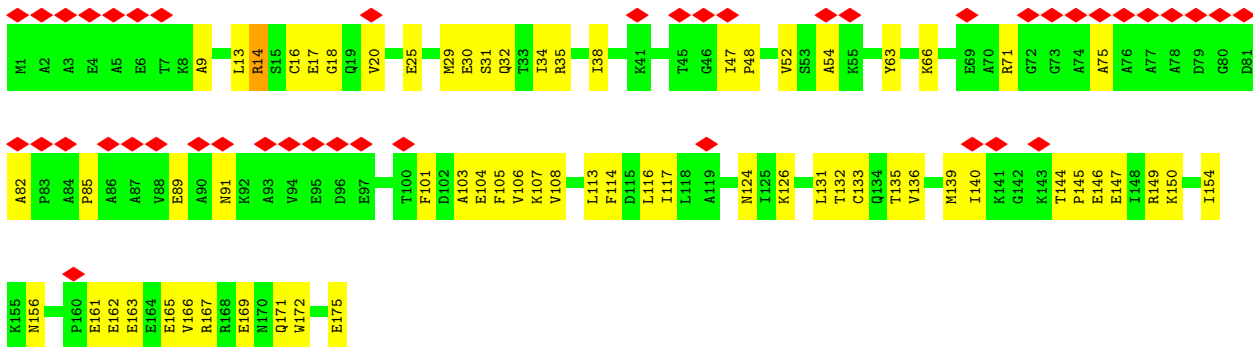 M1 A2 A3 E4 A5 E6 T7 K8 A9 L13 R14 S15 C16 E17 G18 Q19 V20 E25 M29 E30 S31 Q32 T33 I34 R35 I38 K41 T45 G46 I47 P48 V52 S53 A54 K55 Y63 K66 E69 A70 R71 G72 G73 A74 A75 A76 A77 A78 D79 G80 D81
A82 P83 A84 P85 A86 A87 V88 E89 A90 N91 K92 A93 V94 E95 D96 E97 T100 F101 D102 A103 E104 F105 V106 K107 V108 L113 F114 D115 L116 I117 L118 A119 N124 I125 K126 L131 T132 C133 Q134 T135 V136 M139 I140 K141 G142 K143 T144 P145 E146 E147 I148 R149 K150 I154
K155 N156 P160 E161 E162 E163 E164 E165 V166 R167 R168 E169 N170 Q171 W172 E175